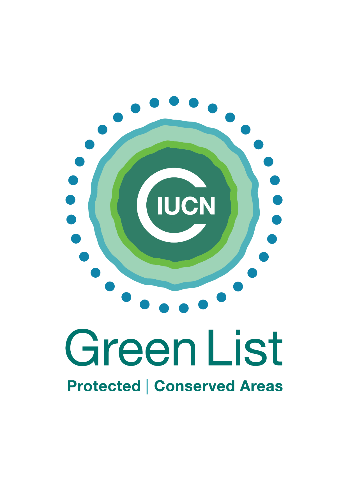 IUCN
Green List
Protected | Conserved Areas